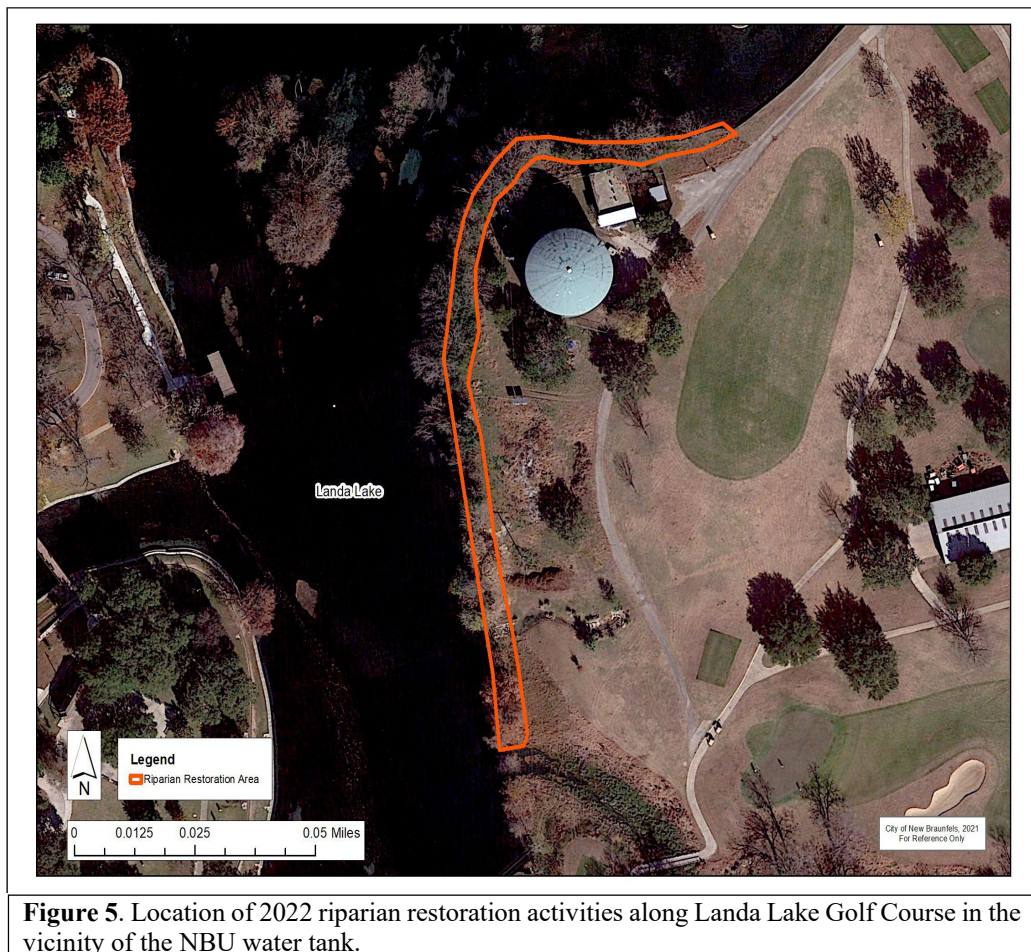 Landa Lake
N
Legend
Riparian Restoration Area
0 0.0125 0.025 0.05 Miles
City of New Braunfels, 2021
For Reference Only
Figure 5. Location of 2022 riparian restoration activities along Landa Lake Golf Course in the
vicinity of the NBU water tank.